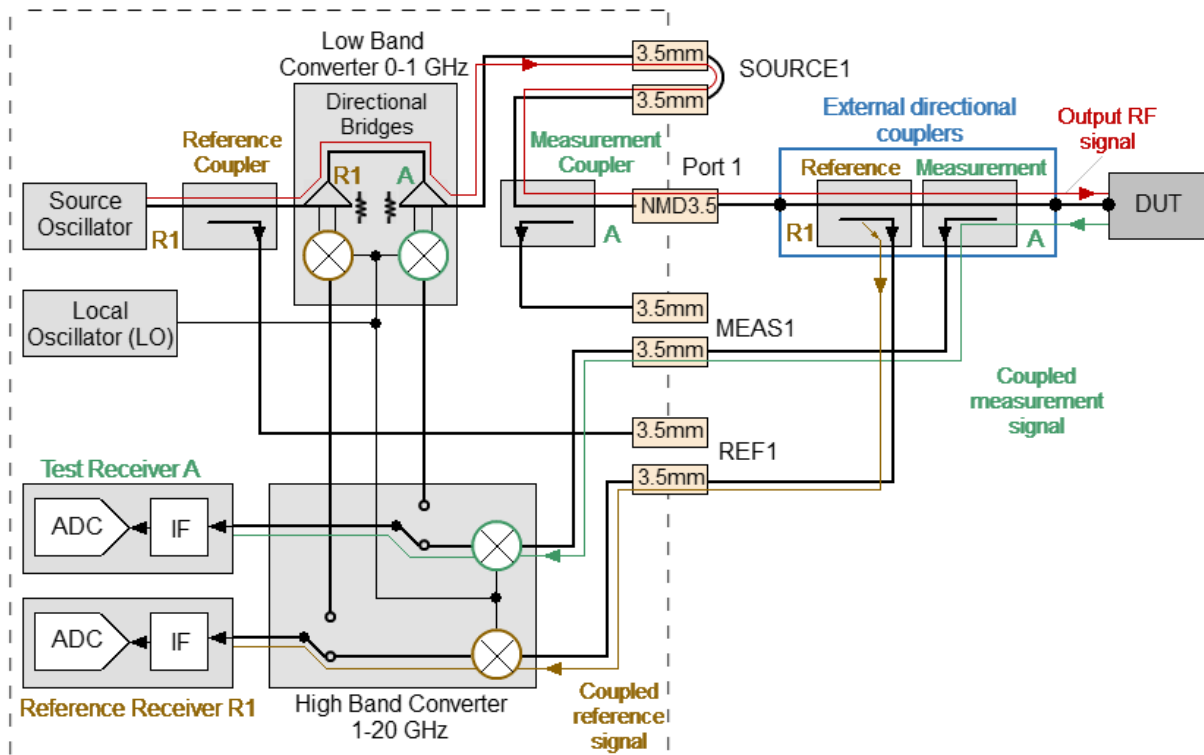 Low Band
Converter 0-1 GHz
Directional
Bridges
R1
A
Reference
Coupler
R1
Source
Oscillator
Local
Oscillator (LO)
Measurement
Coupler
A
3.5mm
3.5mm
SOURCE1
Port 1
NMD3.5
External directional
couplers
Reference
Measurement
R1
A
Output RF
signal
DUT
3.5mm
MEAS1
3.5mm
3.5mm
REF1
3.5mm
Coupled
measurement
signal
Test Receiver A
ADC
IF
ADC
IF
Reference Receiver R1
High Band Converter
1-20 GHz
Coupled
reference
signal